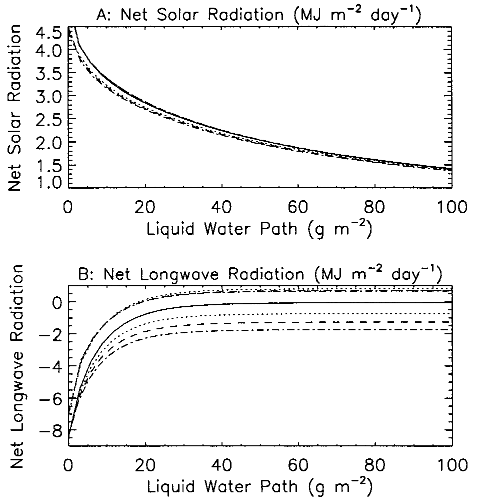 A: Net Solar Radiation (MJ m⁻² day⁻¹)
Net Solar Radiation
4.5
4.0
3.5
3.0
2.5
2.0
1.5
1.0
0 20 40 60 80 100
Liquid Water Path (g m⁻²)
B: Net Longwave Radiation (MJ m⁻² day⁻¹)
Net Longwave Radiation
0
−2
−4
−6
−8
0 20 40 60 80 100
Liquid Water Path (g m⁻²)